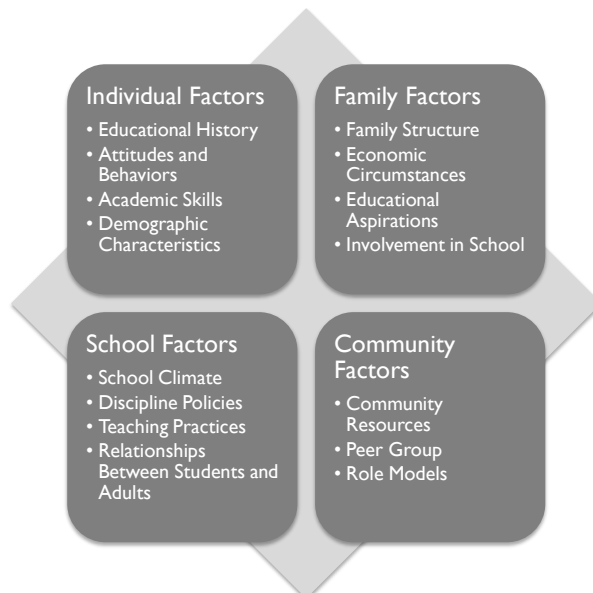 Individual Factors
• Educational History
• Attitudes and
Behaviors
• Academic Skills
• Demographic
Characteristics
Family Factors
• Family Structure
• Economic
Circumstances
• Educational
Aspirations
• Involvement in School
School Factors
• School Climate
• Discipline Policies
• Teaching Practices
• Relationships
Between Students and
Adults
Community
Factors
• Community
Resources
• Peer Group
• Role Models